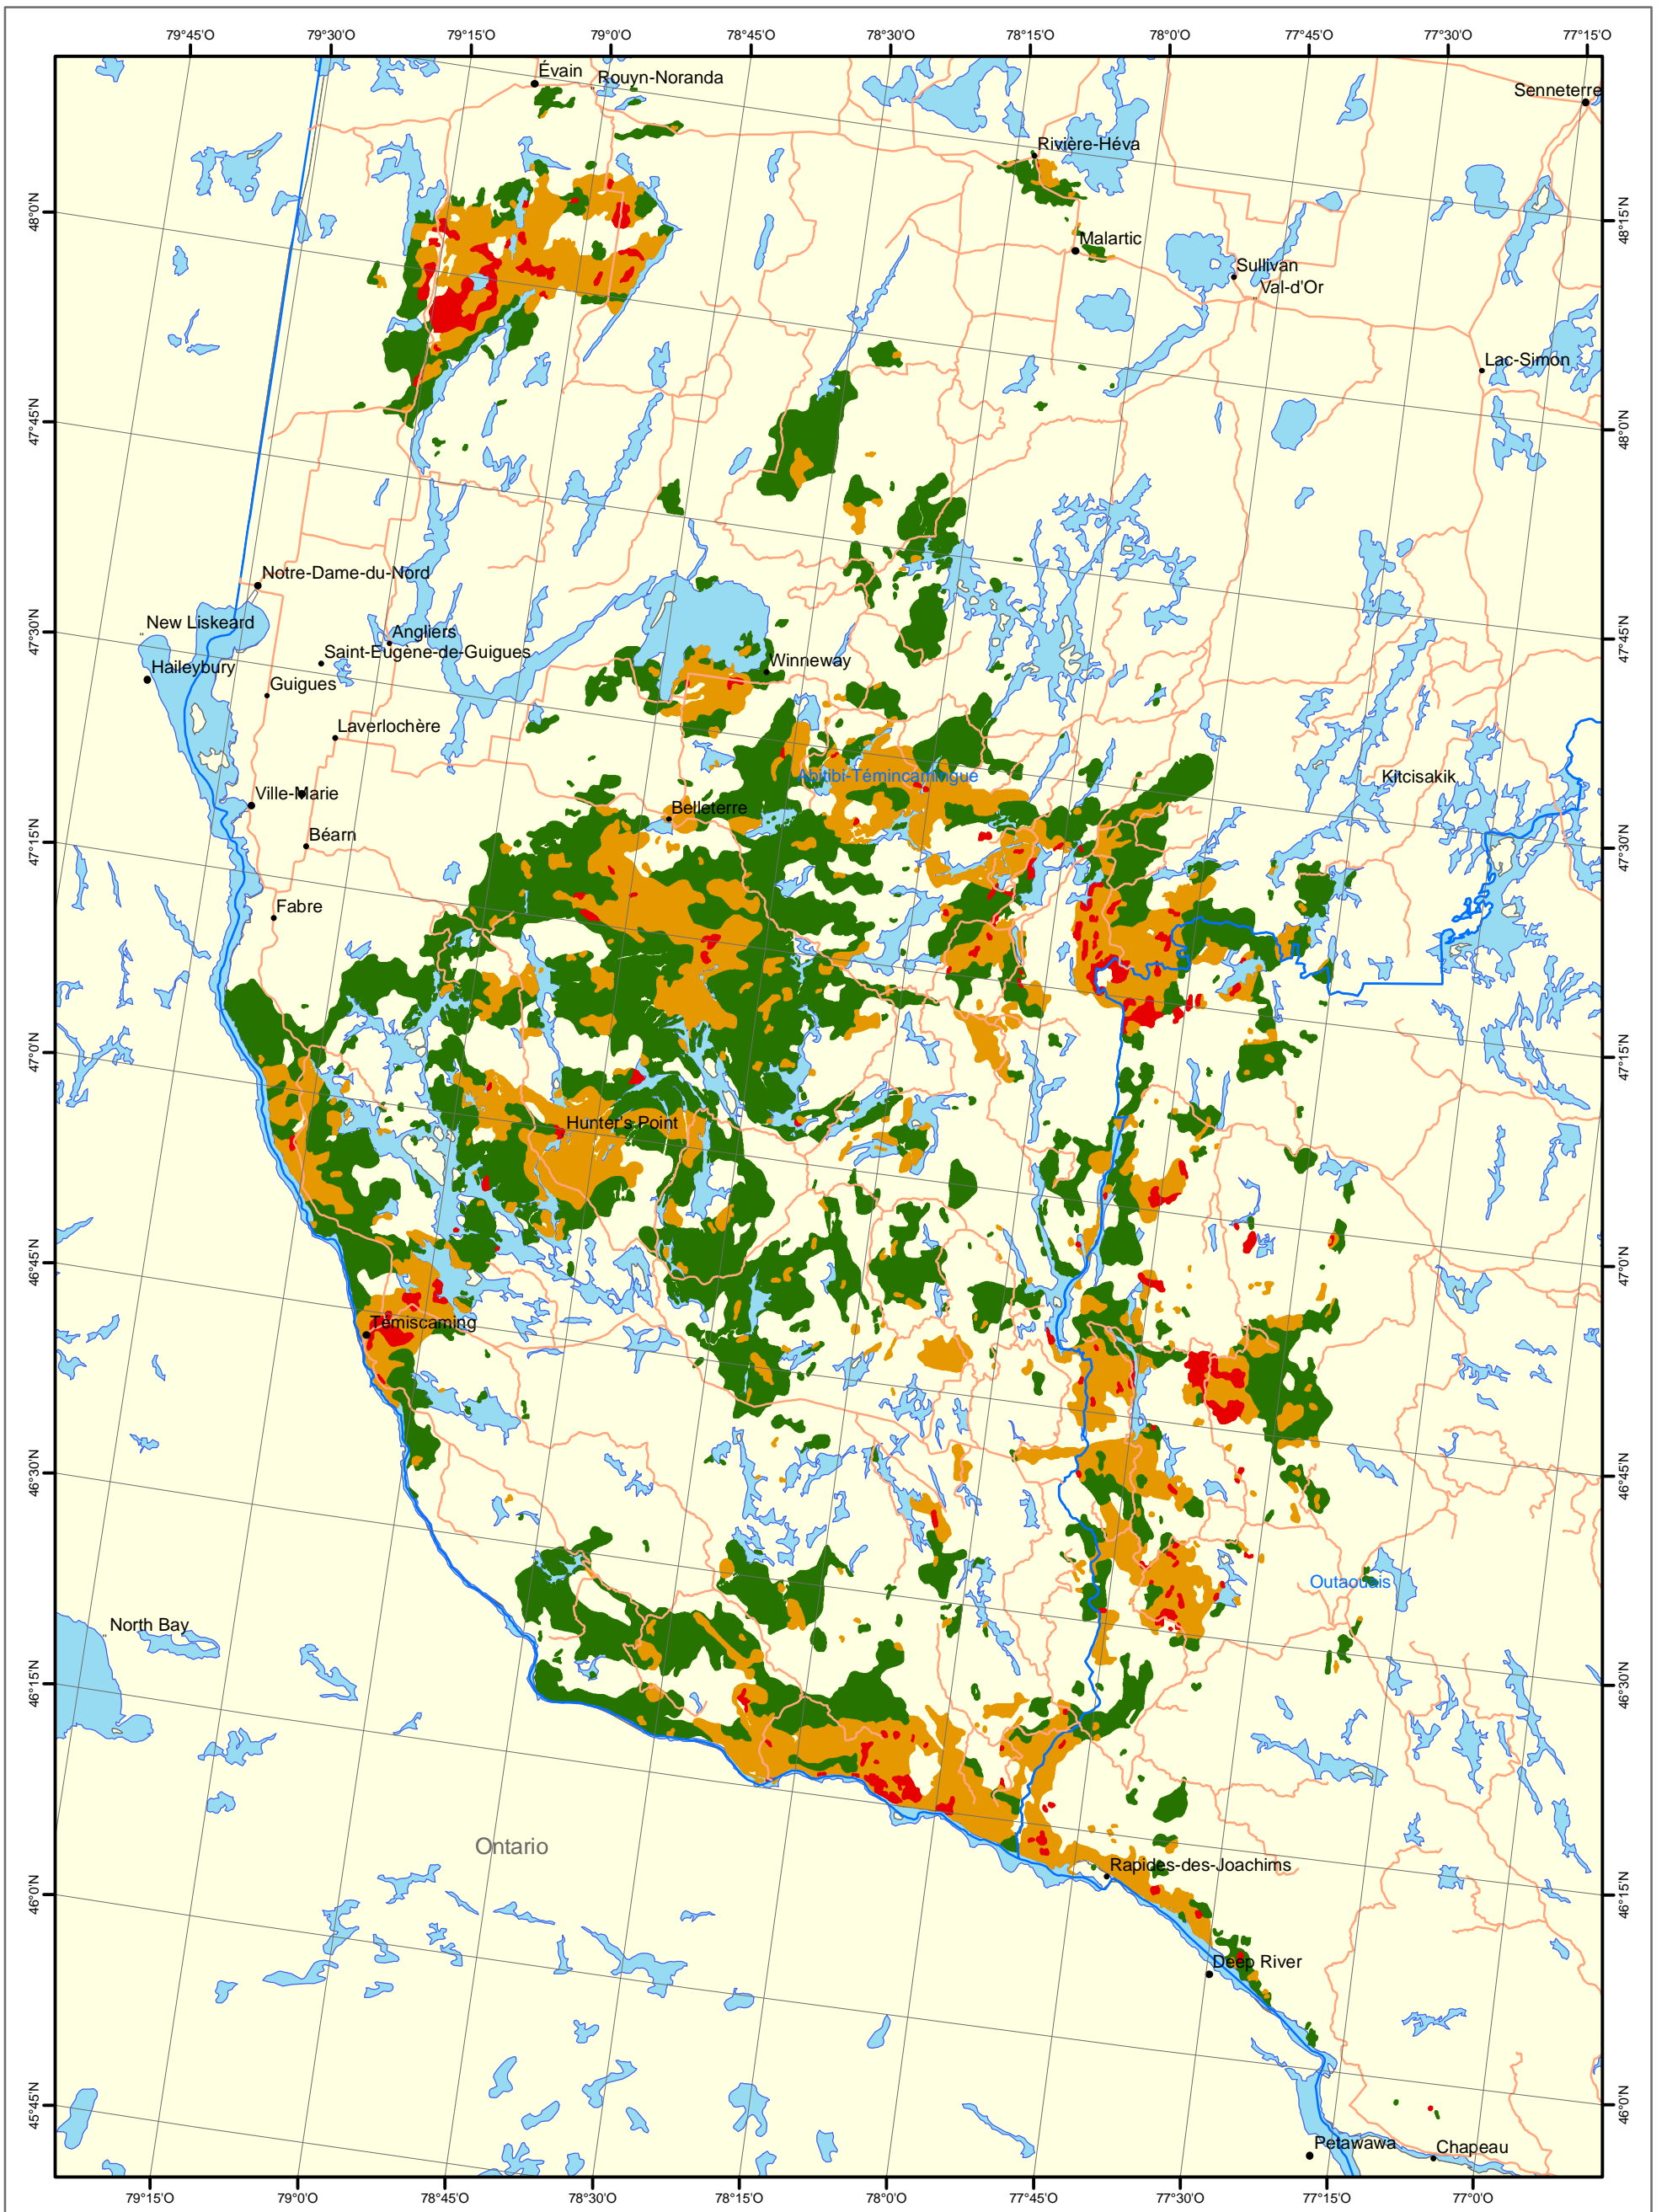 79°45'O
79°30'O
79°15'O
79°0'O
78°45'O
78°30'O
78°15'O
78°0'O
77°45'O
77°30'O
77°15'O
Évain
Rouyn-Noranda
Senneterre
Rivière-Héva
48°0'N
48°15'N
Malartic
Sullivan
Val-d'Or
Lac-Simon
47°45'N
48°0'N
Notre-Dame-du-Nord
New Liskeard
Angliers
47°30'N
47°45'N
Saint-Eugène-de-Guigues
Haileybury
Winneway
Guigues
Laverlochère
Abitibi-Témincamingue
Kitcisakik
Ville-Marie
Belleterre
Béarn
47°15'N
47°30'N
Fabre
47°0'N
47°15'N
Hunter's Point
46°45'N
47°0'N
Témiscaming
46°30'N
46°45'N
Outaouais
North Bay
46°15'N
46°30'N
Ontario
Rapides-des-Joachims
46°0'N
46°15'N
Deep River
45°45'N
46°0'N
Petawawa
Chapeau
79°15'O
79°0'O
78°45'O
78°30'O
78°15'O
78°0'O
77°45'O
77°30'O
77°15'O
77°0'O